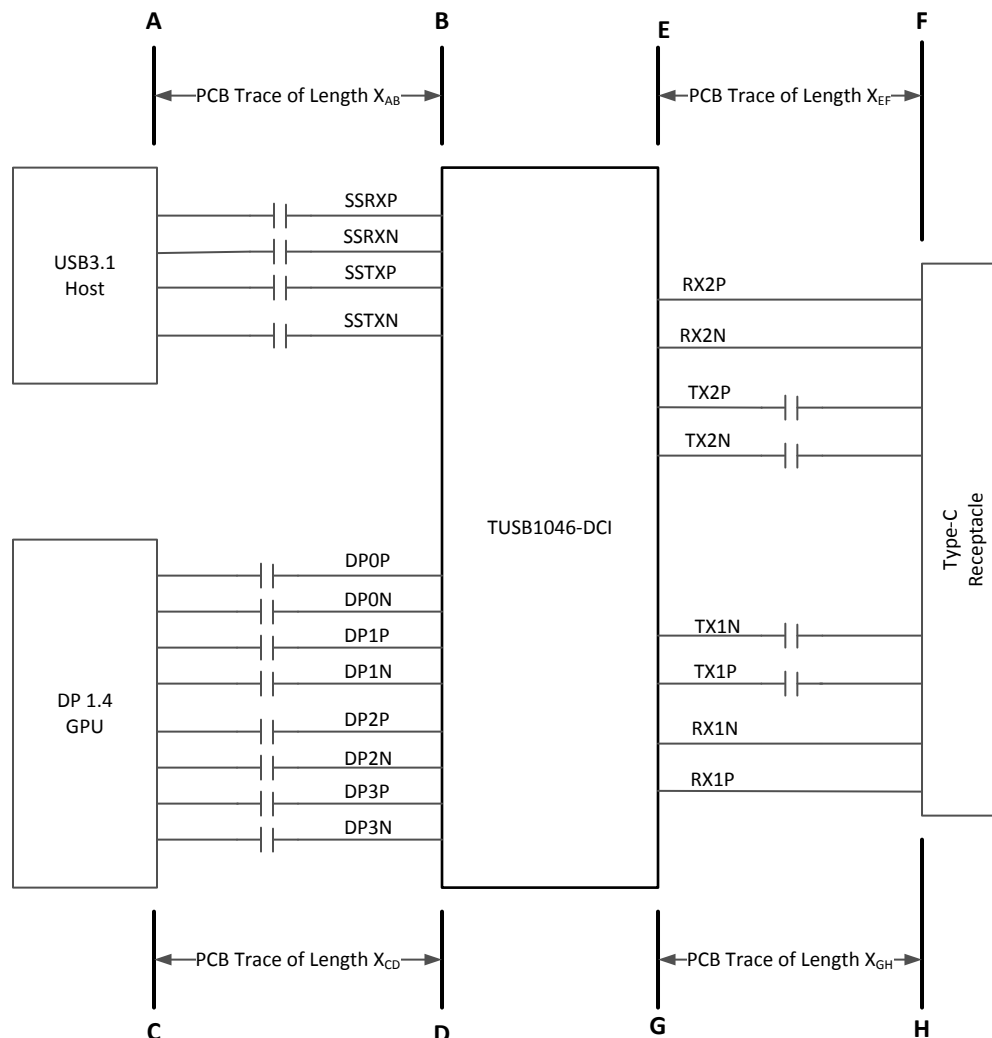 A
B
E
F
PCB Trace of Length XAB
PCB Trace of Length XEF
USB3.1
Host
SSRXP
SSRXN
SSTXP
SSTXN
RX2P
RX2N
TX2P
TX2N
TUSB1046-DCI
Type-C
Receptacle
DP 1.4
GPU
DP0P
DP0N
DP1P
DP1N
DP2P
DP2N
DP3P
DP3N
TX1N
TX1P
RX1N
RX1P
PCB Trace of Length XCD
PCB Trace of Length XGH
C
D
G
H